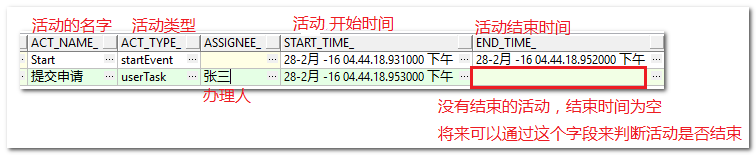 活动的名字 活动类型 活动 开始时间 活动结束时间
ACT_NAME_ ACT_TYPE_ ASSIGNEE_ START_TIME_ END_TIME_
Start startEvent 28-2月 -16 04.44.18.931000 下午 28-2月 -16 04.44.18.952000 下午
提交申请 userTask 张三 28-2月 -16 04.44.18.953000 下午
办理人
没有结束的活动，结束时间为空
将来可以通过这个字段来判断活动是否结束